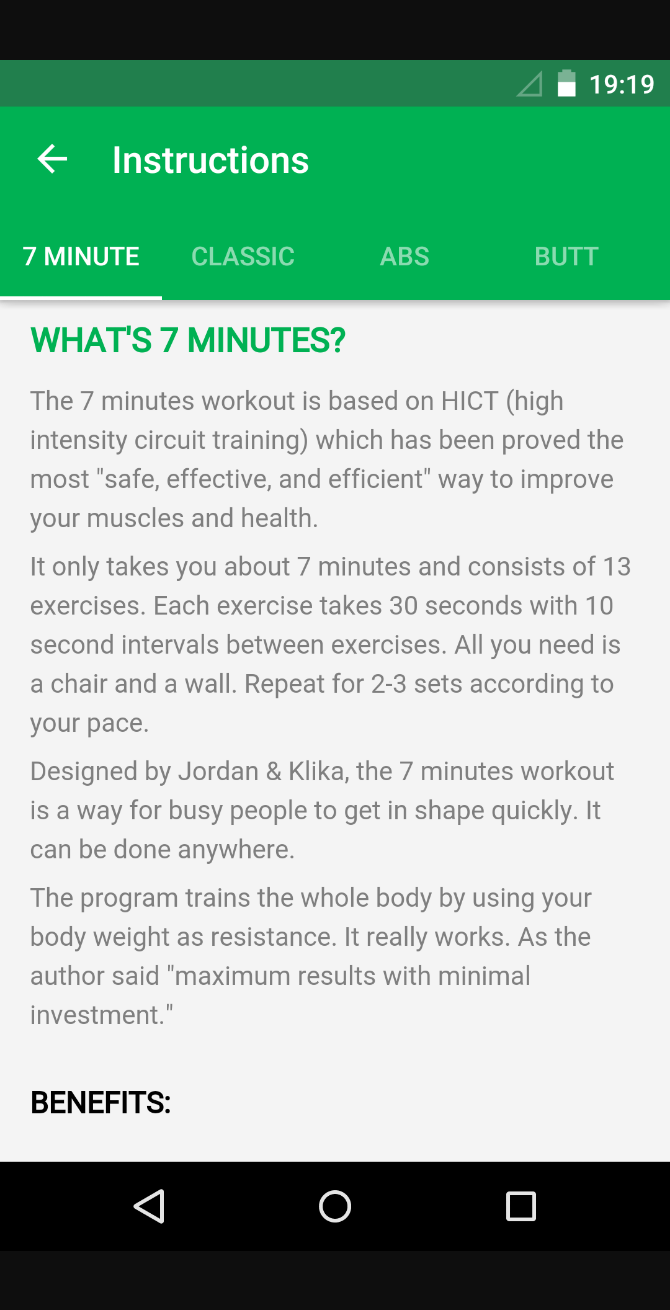 19:19
Instructions
7 MINUTE CLASSIC ABS BUTT
WHAT'S 7 MINUTES?
The 7 minutes workout is based on HICT (high
intensity circuit training) which has been proved the
most "safe, effective, and efficient" way to improve
your muscles and health.
It only takes you about 7 minutes and consists of 13
exercises. Each exercise takes 30 seconds with 10
second intervals between exercises. All you need is
a chair and a wall. Repeat for 2-3 sets according to
your pace.
Designed by Jordan & Klika, the 7 minutes workout
is a way for busy people to get in shape quickly. It
can be done anywhere.
The program trains the whole body by using your
body weight as resistance. It really works. As the
author said "maximum results with minimal
investment."
BENEFITS: